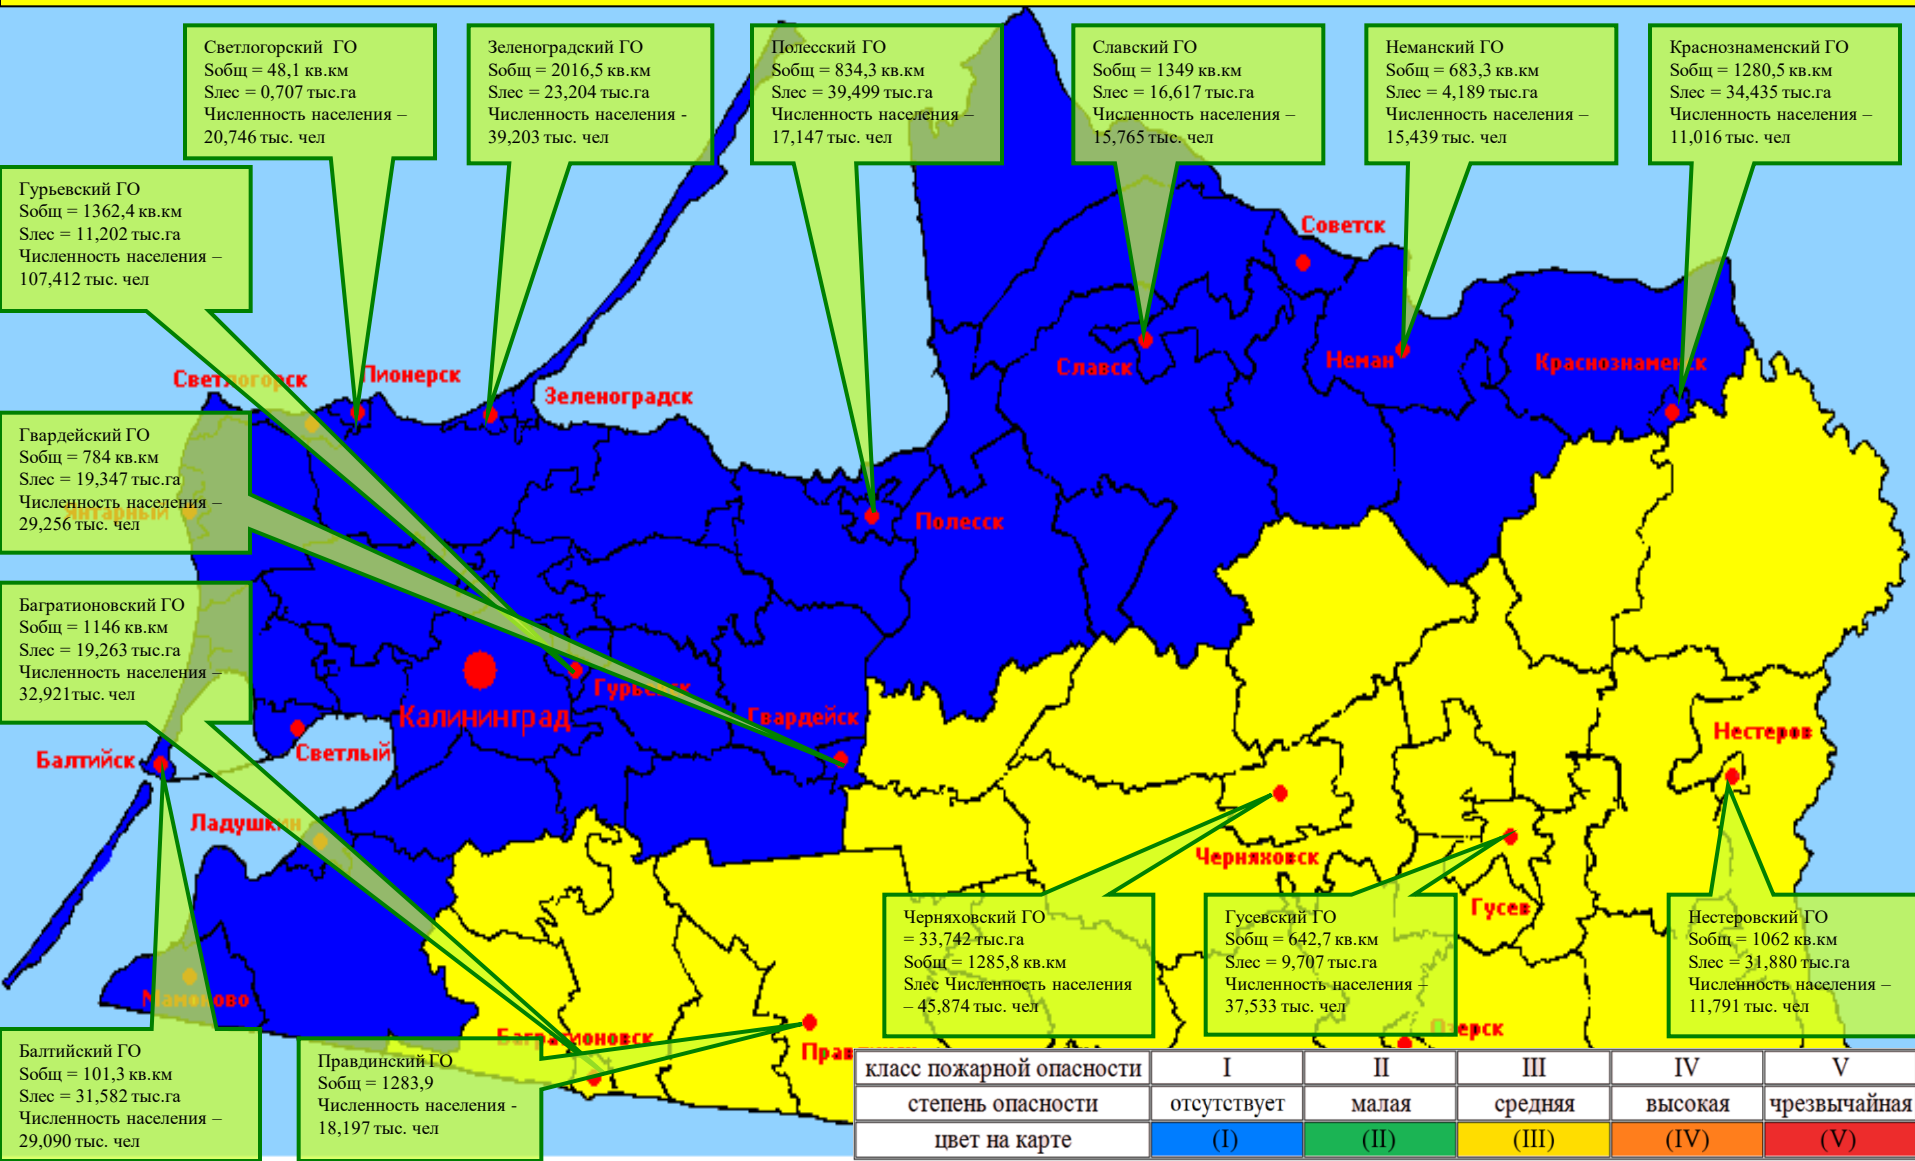 Светлогорский ГО
Sобщ = 48,1 кв.км
Sлес = 0,707 тыс.га
Численность населения –
20,746 тыс. чел
Зеленоградский ГО
Sобщ = 2016,5 кв.км
Sлес = 23,204 тыс.га
Численность населения -
39,203 тыс. чел
Полесский ГО
Sобщ = 834,3 кв.км
Sлес = 39,499 тыс.га
Численность населения –
17,147 тыс. чел
Славский ГО
Sобщ = 1349 кв.км
Sлес = 16,617 тыс.га
Численность населения –
15,765 тыс. чел
Неманский ГО
Sобщ = 683,3 кв.км
Sлес = 4,189 тыс.га
Численность населения –
15,439 тыс. чел
Краснознаменский ГО
Sобщ = 1280,5 кв.км
Sлес = 34,435 тыс.га
Численность населения –
11,016 тыс. чел
Гурьевский ГО
Sобщ = 1362,4 кв.км
Sлес = 11,202 тыс.га
Численность населения –
107,412 тыс. чел
Советск
Светлогорск
Пионерск
Зеленоградск
Славск
Неман
Краснознаменск
Гвардейский ГО
Sобщ = 784 кв.км
Sлес = 19,347 тыс.га
Численность населения –
29,256 тыс. чел
Янтарный
Полесск
Багратионовский ГО
Sобщ = 1146 кв.км
Sлес = 19,263 тыс.га
Численность населения –
32,921тыс. чел
Гурьевск
Калининград
Гвардейск
Нестеров
Балтийск
Светлый
Ладушкин
Черняховск
Гусев
Мамоново
Багратионовск
Прав
Озерск
Черняховский ГО
= 33,742 тыс.га
Sобщ = 1285,8 кв.км
Sлес Численность населения
– 45,874 тыс. чел
Гусевский ГО
Sобщ = 642,7 кв.км
Sлес = 9,707 тыс.га
Численность населения –
37,533 тыс. чел
Нестеровский ГО
Sобщ = 1062 кв.км
Sлес = 31,880 тыс.га
Численность населения –
11,791 тыс. чел
Балтийский ГО
Sобщ = 101,3 кв.км
Sлес = 31,582 тыс.га
Численность населения –
29,090 тыс. чел
Правдинский ГО
Sобщ = 1283,9
Численность населения -
18,197 тыс. чел
класс пожарной опасности I II III IV V
степень опасности отсутствует малая средняя высокая чрезвычайная
цвет на карте (I) (II) (III) (IV) (V)